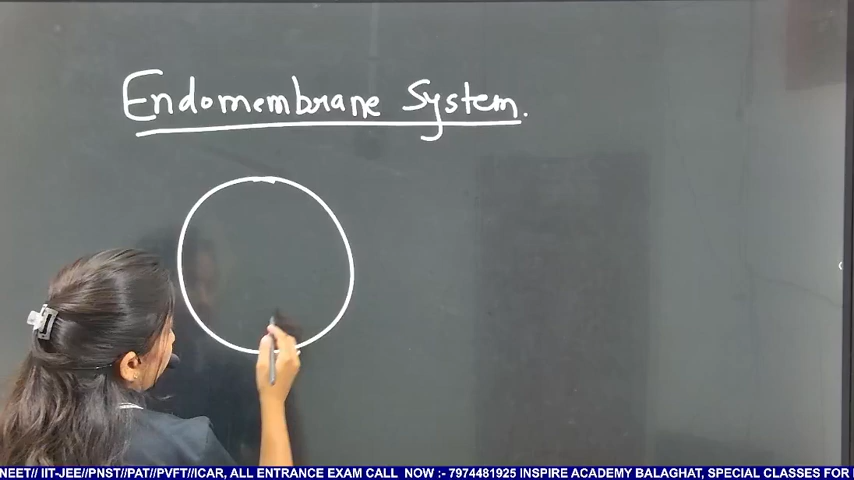 Endomembrane System.
NEET// IIT-JEE//PNST//PAT//PVFT//ICAR, ALL ENTRANCE EXAM CALL NOW :- 7974481925 INSPIRE ACADEMY BALAGHAT, SPECIAL CLASSES FOR